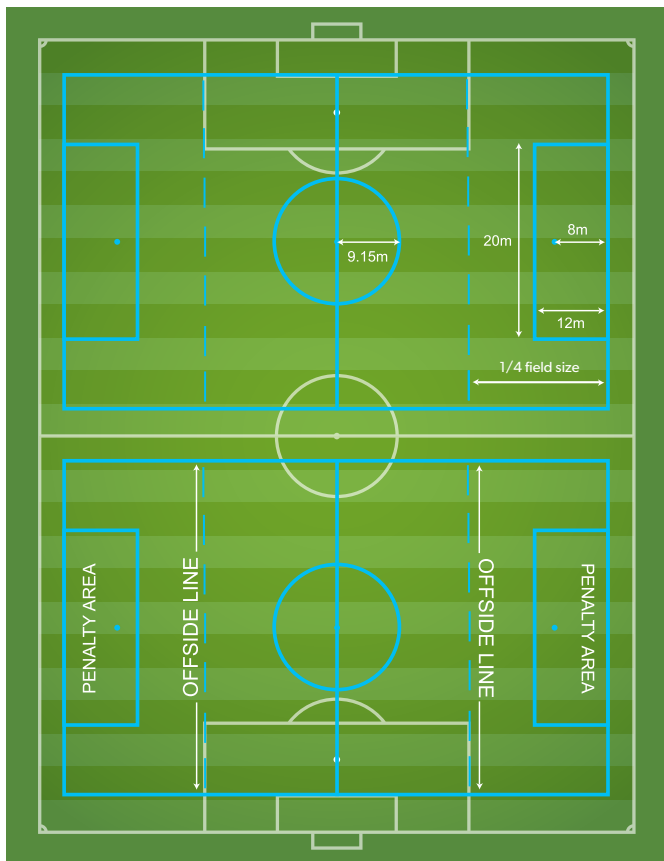 8m
20m
9.15m
12m
1/4 field size
PENALTY AREA
OFFSIDE LINE
OFFSIDE LINE
PENALTY AREA